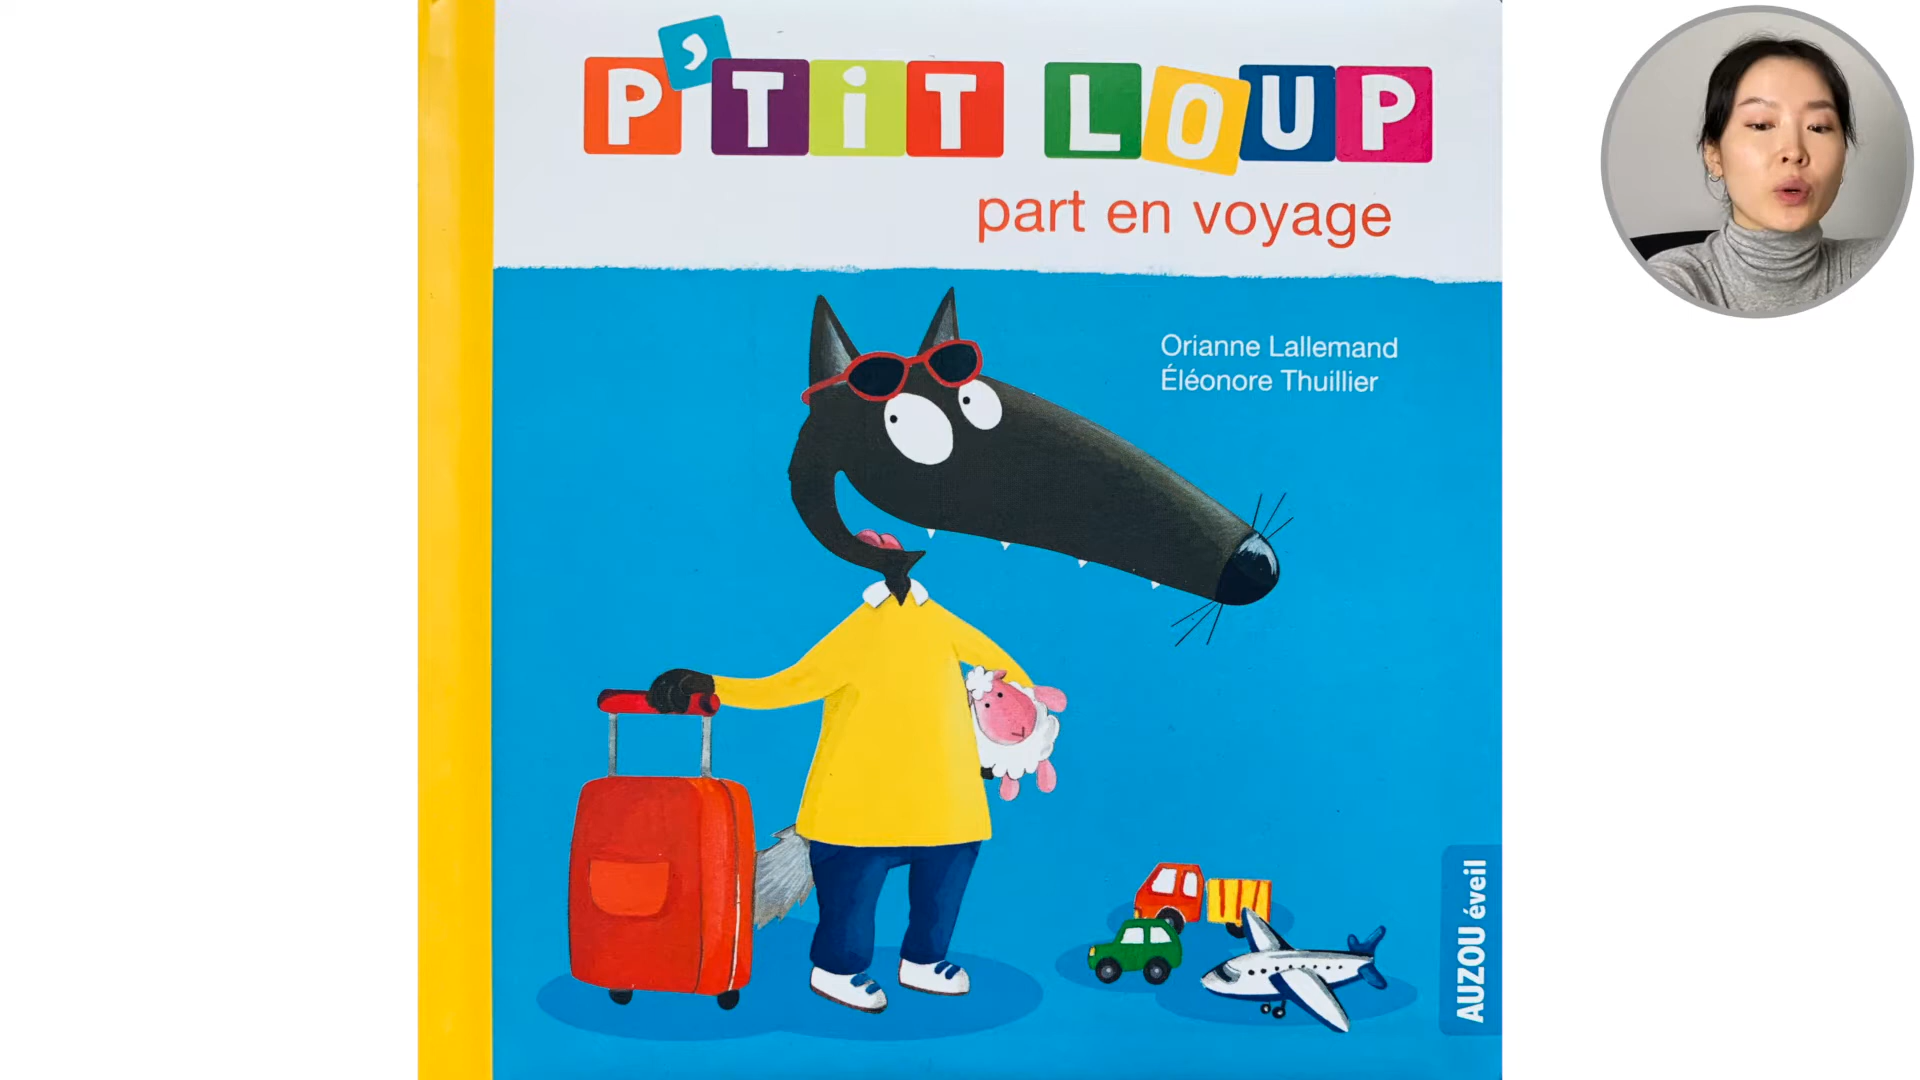 P'TiT LOUP
part en voyage
Orianne Lallemand
Éléonore Thuillier
AUZOU éveil